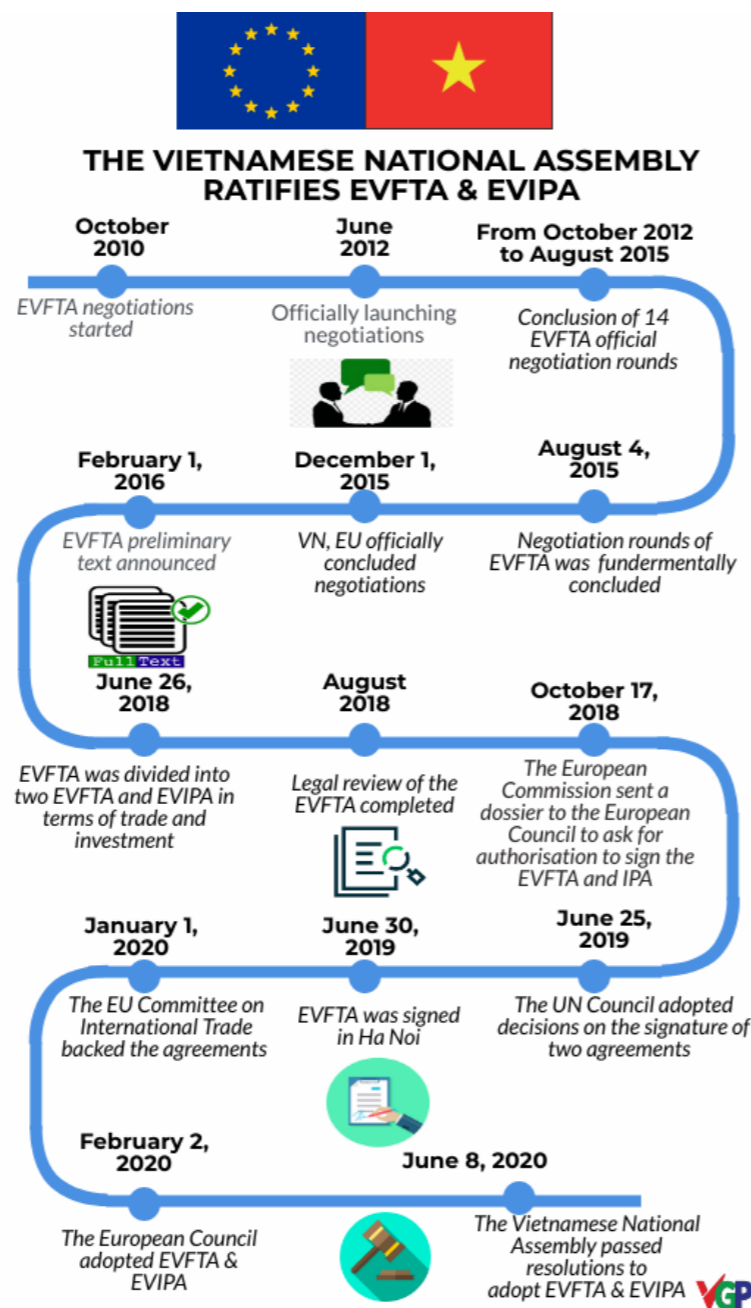 THE VIETNAMESE NATIONAL ASSEMBLY
RATIFIES EVFTA & EVIPA
October
2010
EVFTA negotiations
started
June
2012
Officially launching
negotiations
From October 2012
to August 2015
Conclusion of 14
EVFTA official
negotiation rounds
August 4,
2015
Negotiation rounds of
EVFTA was fundermentally
concluded
December 1,
2015
VN, EU officially
concluded
negotiations
February 1,
2016
EVFTA preliminary
text announced
Full Text
June 26,
2018
EVFTA was divided into
two EVFTA and EVIPA in
terms of trade and
investment
August
2018
Legal review of the
EVFTA completed
October 17,
2018
The European
Commission sent a
dossier to the European
Council to ask for
authorisation to sign the
EVFTA and IPA
June 25,
2019
The UN Council adopted
decisions on the signature of
two agreements
June 30,
2019
EVFTA was signed
in Ha Noi
January 1,
2020
The EU Committee on
International Trade
backed the agreements
February 2,
2020
The European Council
adopted EVFTA &
EVIPA
June 8, 2020
The Vietnamese National
Assembly passed
resolutions to
adopt EVFTA & EVIPA
VGP